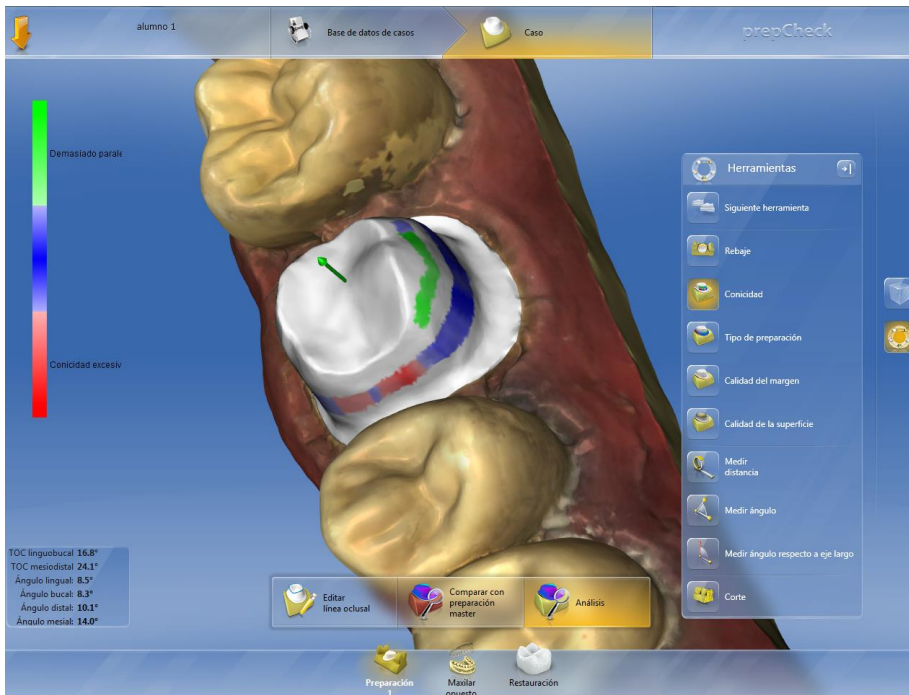 alumno 1
Base de datos de casos
Caso
prepCheck
Demasiado parale
Conicidad excesiv
Herramientas
Siguiente herramienta
Rebaje
Conicidad
Tipo de preparación
Calidad del margen
Calidad de la superficie
Medir
distancia
Medir ángulo
Medir ángulo respecto a eje largo
Corte
TOC linguobucal 16.8°
TOC mesiodistal 24.1°
Ángulo lingual: 8.5°
Ángulo bucal: 8.3°
Ángulo distal: 10.1°
Ángulo mesial: 14.0°
Editar
línea oclusal
Comparar con
preparación
master
Análisis
Preparación
1
Maxilar
opuesto
Restauración